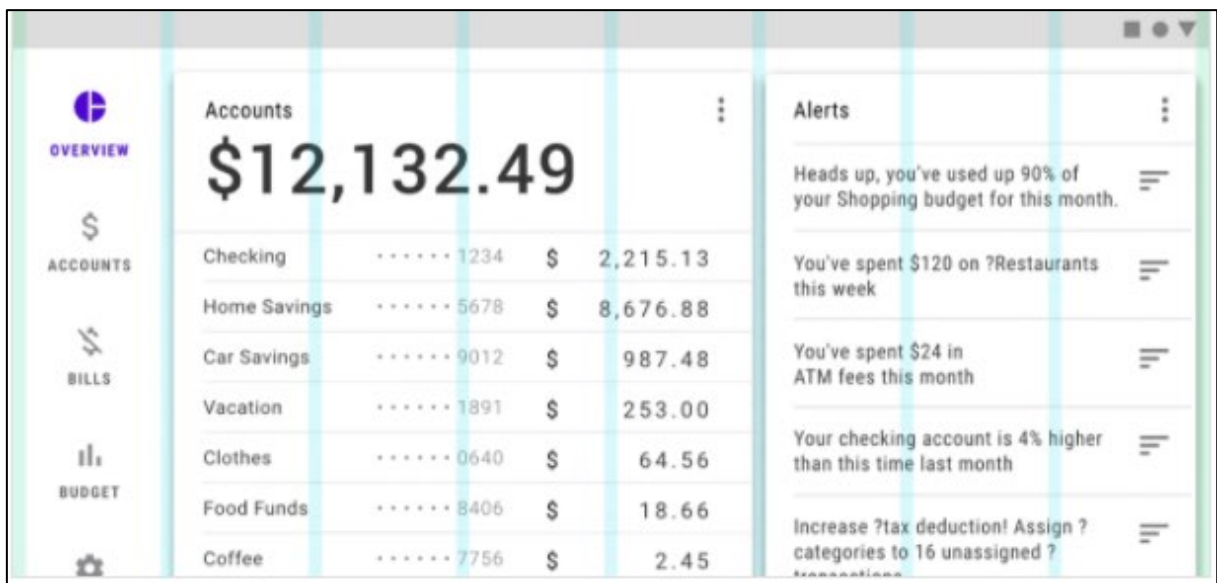 OVERVIEW
ACCOUNTS
BILLS
BUDGET
Accounts
$12,132.49
Checking ······1234 $ 2,215.13
Home Savings ······5678 $ 8,676.88
Car Savings ······9012 $ 987.48
Vacation ······1891 $ 253.00
Clothes ······0640 $ 64.56
Food Funds ······8406 $ 18.66
Coffee ······7756 $ 2.45
Alerts
Heads up, you've used up 90% of
your Shopping budget for this month.
You've spent $120 on ?Restaurants
this week
You've spent $24 in
ATM fees this month
Your checking account is 4% higher
than this time last month
Increase ?tax deduction! Assign ?
categories to 16 unassigned ?